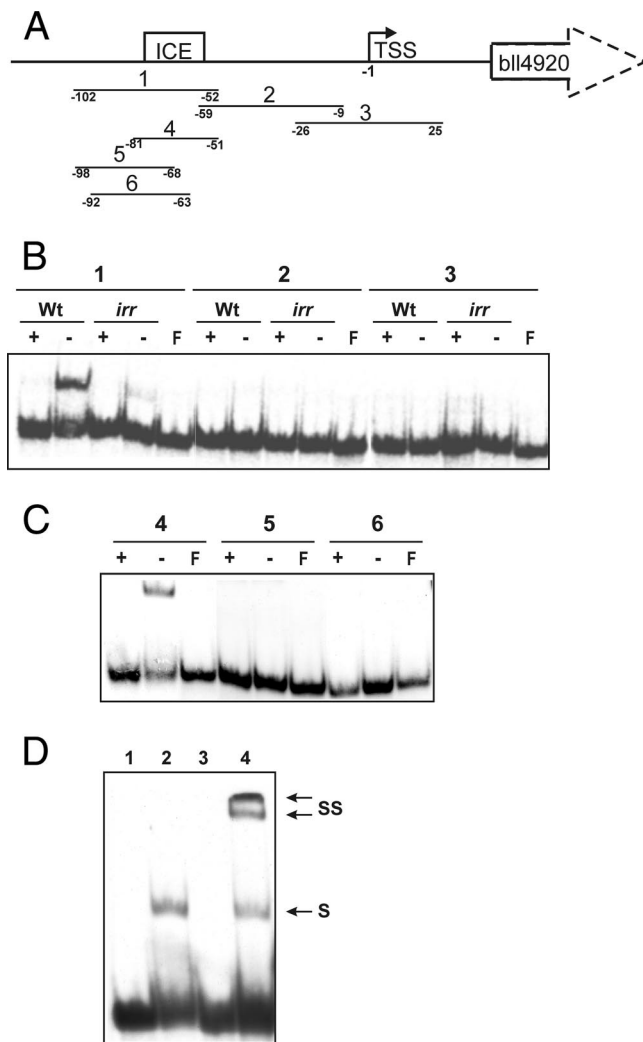 A
ICE
TSS
-1
bll4920
1
-102 -52
2
-59 -9
3
-26 25
4
-81 -51
5
-98 -68
6
-92 -63
B
1 2 3
Wt irr Wt irr Wt irr
+ - + - F + - + - F + - + - F
C
4 5 6
+ - F + - F + - F
D
1 2 3 4
SS
S